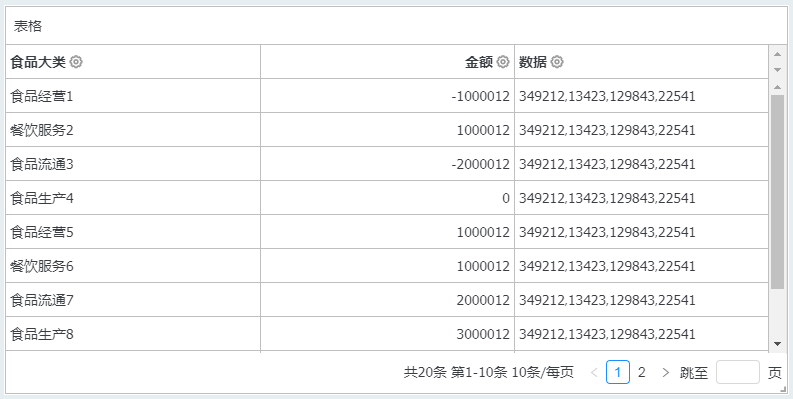 表格
食品大类 金额 数据
食品经营1 -1000012 349212,13423,129843,22541
餐饮服务2 1000012 349212,13423,129843,22541
食品流通3 -2000012 349212,13423,129843,22541
食品生产4 0 349212,13423,129843,22541
食品经营5 1000012 349212,13423,129843,22541
餐饮服务6 1000012 349212,13423,129843,22541
食品流通7 2000012 349212,13423,129843,22541
食品生产8 3000012 349212,13423,129843,22541
共20条 第1-10条 10条/每页 < 1 2 > 跳至 页